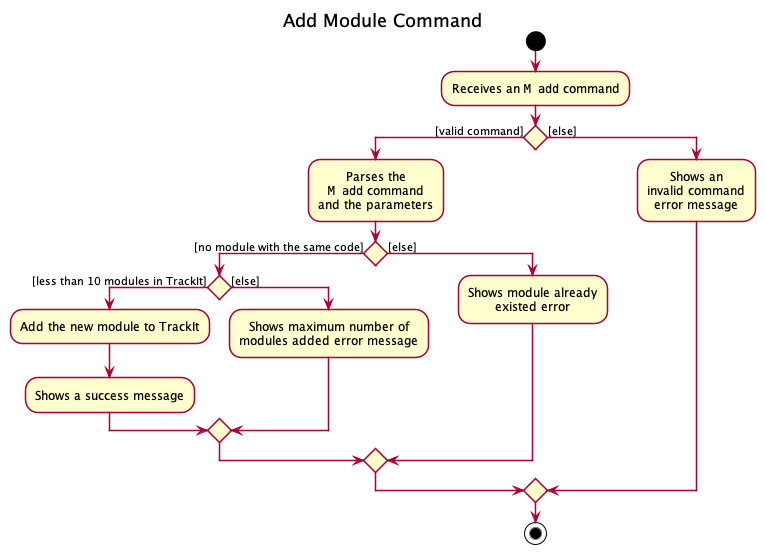 Add Module Command
Receives an M  add command
[valid command]
[else]
Parses the
M  add command
and the parameters
Shows an
invalid command
error message
[no module with the same code]
[else]
[less than 10 modules in TrackIt]
[else]
Shows module already
existed error
Add the new module to TrackIt
Shows maximum number of
modules added error message
Shows a success message